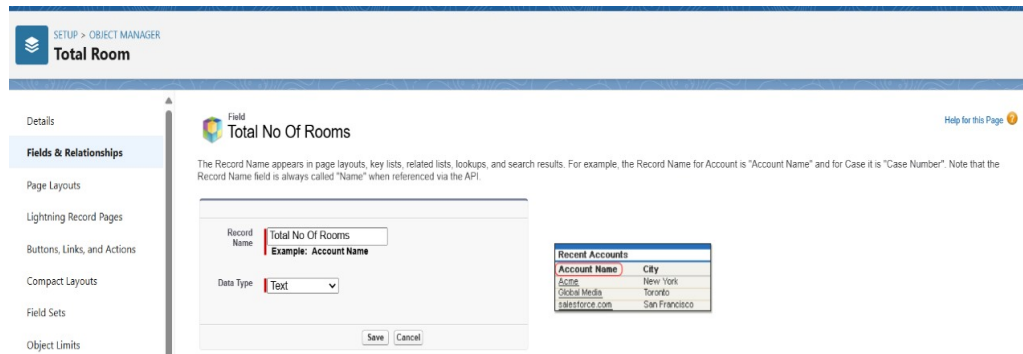 SETUP > OBJECT MANAGER
Total Room
Details
Fields & Relationships
Page Layouts
Lightning Record Pages
Buttons, Links, and Actions
Compact Layouts
Field Sets
Object Limits
Field
Total No Of Rooms
Help for this Page ?
The Record Name appears in page layouts, key lists, related lists, lookups, and search results. For example, the Record Name for Account is "Account Name" and for Case it is "Case Number". Note that the
Record Name field is always called "Name" when referenced via the API.
Record
Name
Total No Of Rooms
Example: Account Name
Data Type
Text
Save
Cancel
Recent Accounts
Account Name City
Acme New York
Global Media Toronto
salesforce.com San Francisco